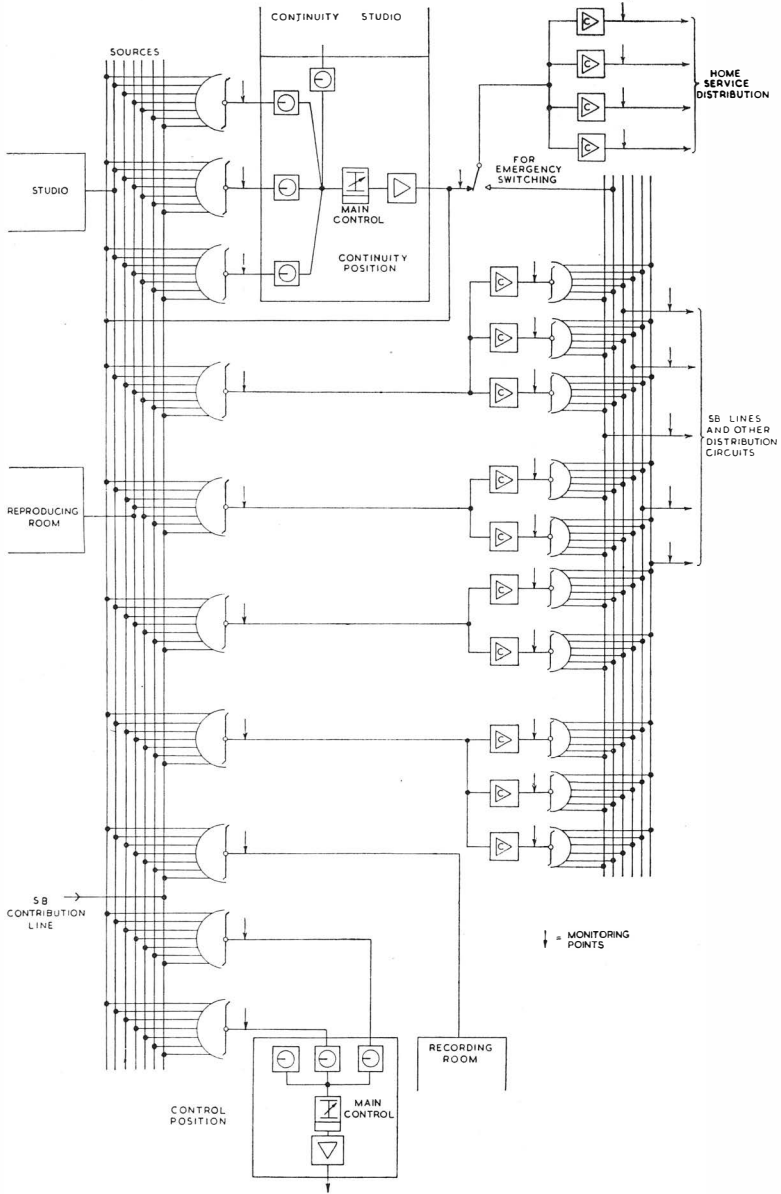 CONTINUITY STUDIO
SOURCES
HOME
SERVICE
DISTRIBUTION
C
C
C
C
STUDIO
FOR
EMERGENCY
SWITCHING
MAIN
CONTROL
CONTINUITY
POSITION
C
C
C
SB LINES
AND OTHER
DISTRIBUTION
CIRCUITS
REPRODUCING
ROOM
C
C
C
C
C
C
C
SB
CONTRIBUTION
LINE
= MONITORING
POINTS
RECORDING
ROOM
CONTROL
POSITION
MAIN
CONTROL